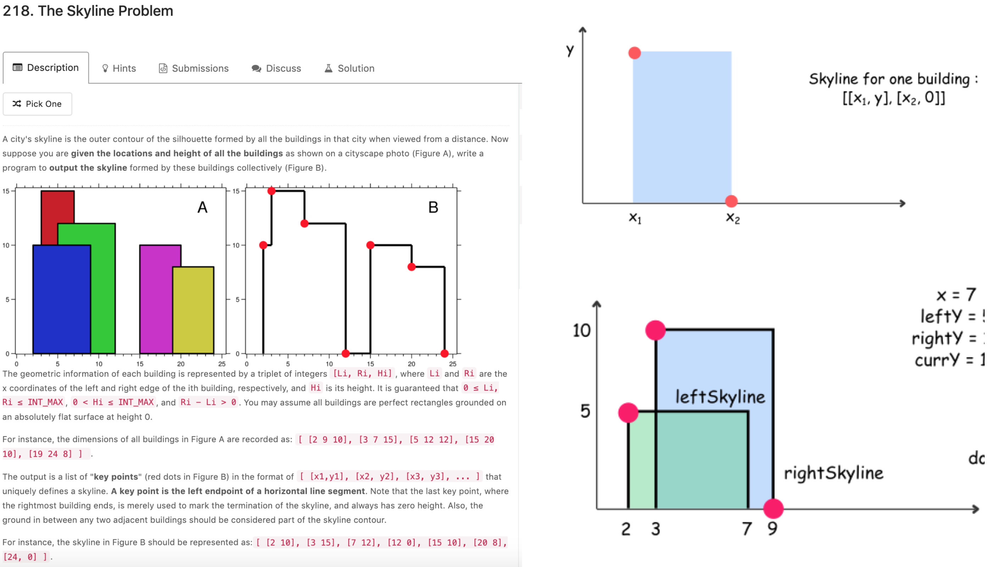 218. The Skyline Problem
Description
Hints
Submissions
Discuss
Solution
Pick One
A city's skyline is the outer contour of the silhouette formed by all the buildings in that city when viewed from a distance. Now
suppose you are given the locations and height of all the buildings as shown on a cityscape photo (Figure A), write a
program to output the skyline formed by these buildings collectively (Figure B).
15
10
5
0
0 5 10 15 20 25
A
15
10
5
0
0 5 10 15 20 25
B
The geometric information of each building is represented by a triplet of integers [Li, Ri, Hi], where Li and Ri are the
x coordinates of the left and right edge of the ith building, respectively, and Hi is its height. It is guaranteed that 0 ≤ Li,
Ri ≤ INT_MAX, 0 < Hi ≤ INT_MAX, and Ri − Li > 0. You may assume all buildings are perfect rectangles grounded on
an absolutely flat surface at height 0.
For instance, the dimensions of all buildings in Figure A are recorded as: [ [2 9 10], [3 7 15], [5 12 12], [15 20
10], [19 24 8] ] .
The output is a list of "key points" (red dots in Figure B) in the format of [ [x1,y1], [x2, y2], [x3, y3], ... ] that
uniquely defines a skyline. A key point is the left endpoint of a horizontal line segment. Note that the last key point, where
the rightmost building ends, is merely used to mark the termination of the skyline, and always has zero height. Also, the
ground in between any two adjacent buildings should be considered part of the skyline contour.
For instance, the skyline in Figure B should be represented as: [ [2 10], [3 15], [7 12], [12 0], [15 10], [20 8],
[24, 0] ].
y
x₁
x₂
Skyline for one building :
[[x₁, y], [x₂, 0]]
x = 7
leftY =
rightY =
currY =
10
5
leftSkyline
rightSkyline
2 3 7 9